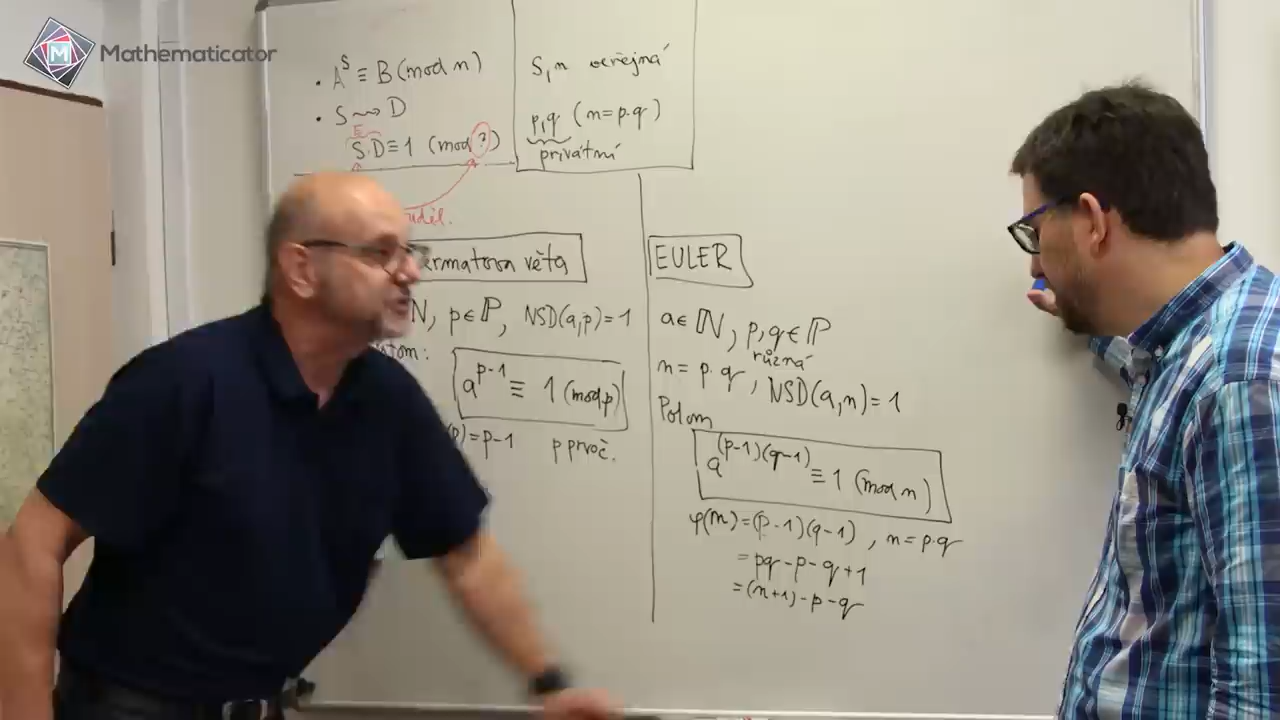 Mathematicator
• A^S ≡ B (mod n)
• S ⇝ D
E
S·D ≡ 1 (mod ?)
S, n veřejná
p, q (n = p·q)
privátní
ermatova věta
N, p ∈ ℙ, NSD(a,p) = 1
a^(p-1) ≡ 1 (mod p)
(p) = p-1 p prvoč.
EULER
a ∈ ℕ, p, q ∈ ℙ
různá
n = p·q, NSD(a,n) = 1
Potom
a^((p-1)(q-1)) ≡ 1 (mod n)
φ(n) = (p-1)(q-1), n = p·q
= pq - p - q + 1
= (n+1) - p - q